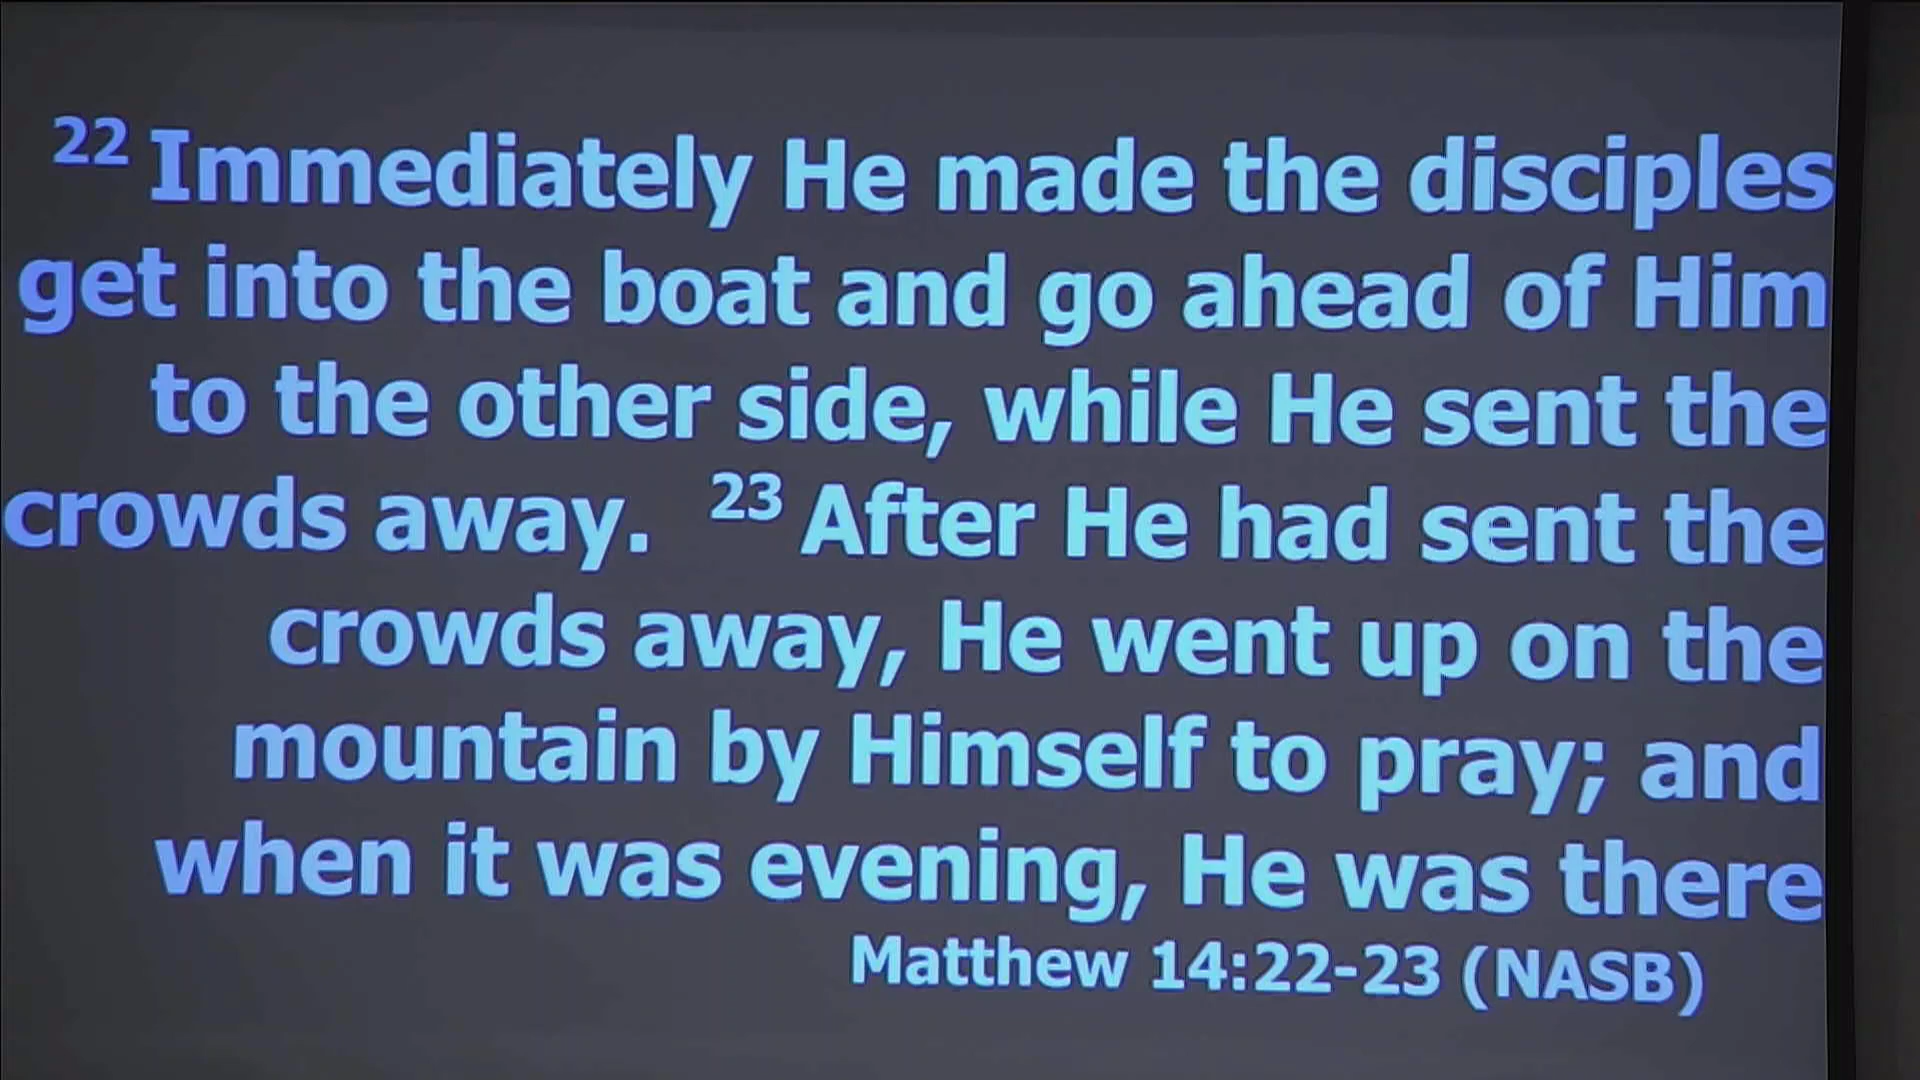 22 Immediately He made the disciples
get into the boat and go ahead of Him
to the other side, while He sent the
crowds away. 23 After He had sent the
crowds away, He went up on the
mountain by Himself to pray; and
when it was evening, He was there
Matthew 14:22-23 (NASB)